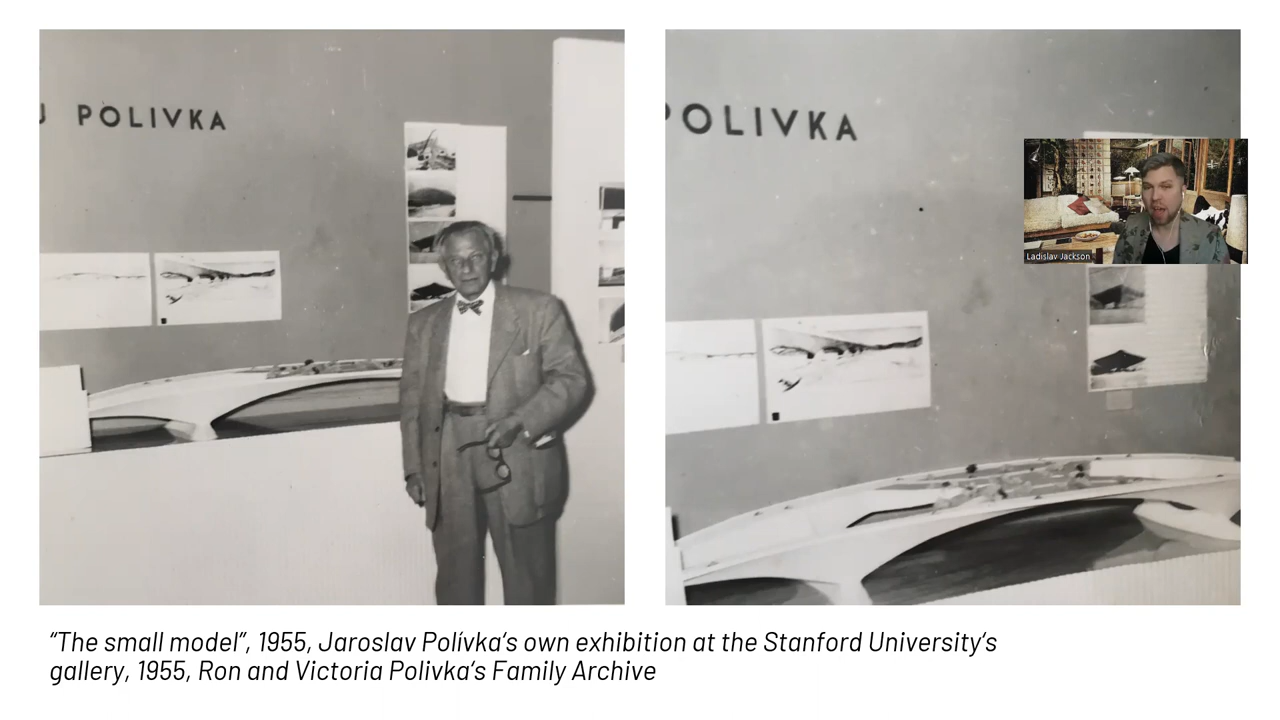 J POLIVKA
POLIVKA
Ladislav Jackson
“The small model”, 1955, Jaroslav Polívka‘s own exhibition at the Stanford University‘s
gallery, 1955, Ron and Victoria Polivka‘s Family Archive